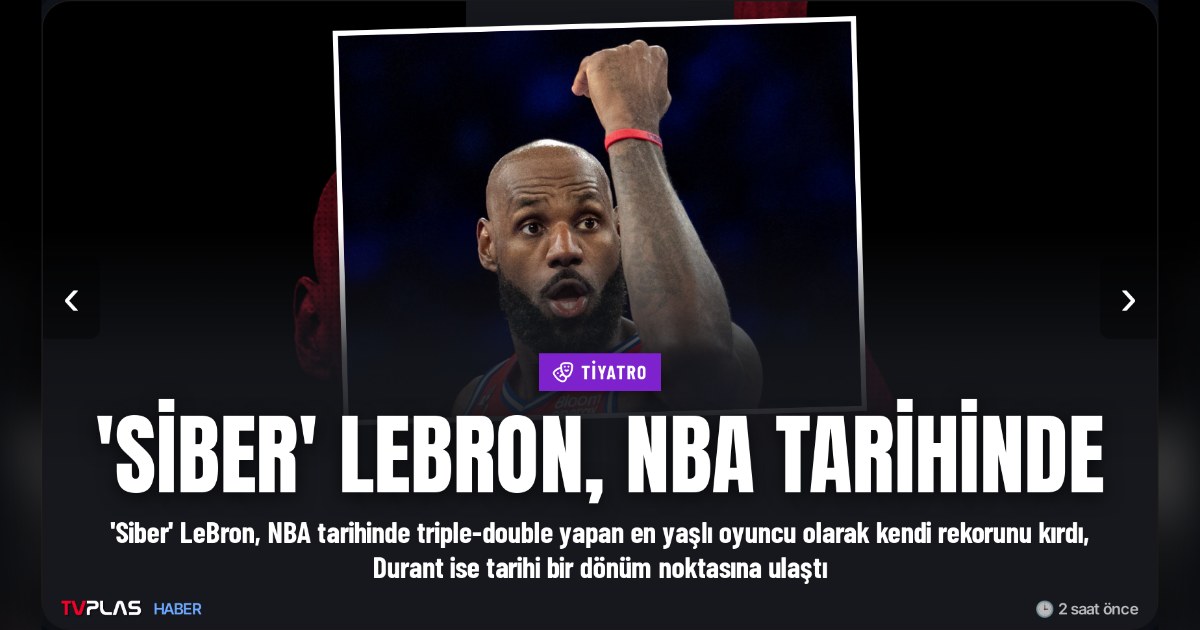 TİYATRO
'SİBER' LEBRON, NBA TARİHİNDE
'Siber' LeBron, NBA tarihinde triple-double yapan en yaşlı oyuncu olarak kendi rekorunu kırdı,
Durant ise tarihi bir dönüm noktasına ulaştı
TVPLAS HABER
2 saat önce